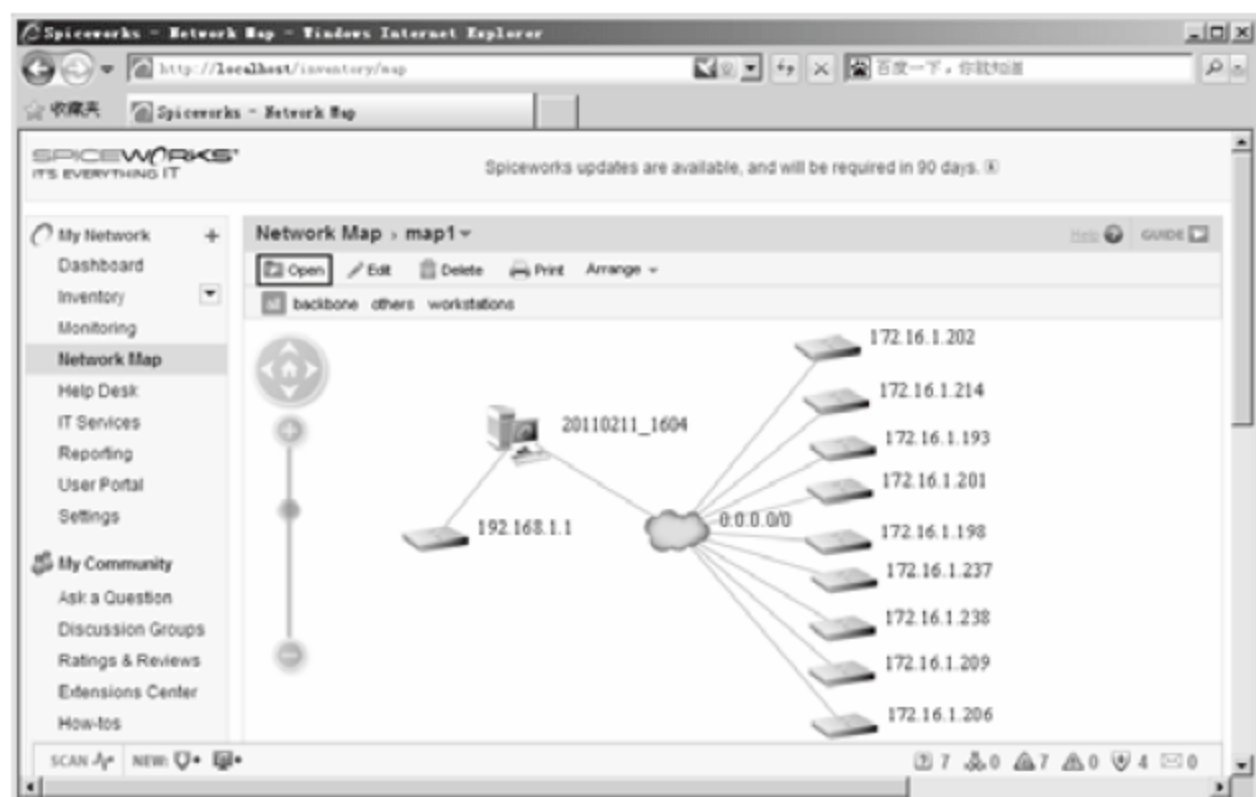 Spiceworks - Network Map - Windows Internet Explorer
http://localhost/inventory/map
百度一下,你就知道
收藏夹
Spiceworks - Network Map
SPICEWORKS
IT'S EVERYTHING IT
Spiceworks updates are available, and will be required in 90 days.
My Network
Dashboard
Inventory
Monitoring
Network Map
Help Desk
IT Services
Reporting
User Portal
Settings
My Community
Ask a Question
Discussion Groups
Ratings & Reviews
Extensions Center
How-tos
Network Map › map1
Help
GUIDE
Open Edit Delete Print Arrange
all backbone others workstations
172.16.1.202
172.16.1.214
20110211_1604
172.16.1.193
172.16.1.201
192.168.1.1
0.0.0.0/0
172.16.1.198
172.16.1.237
172.16.1.238
172.16.1.209
172.16.1.206
SCAN NEW:
7 0 7 0 4 0